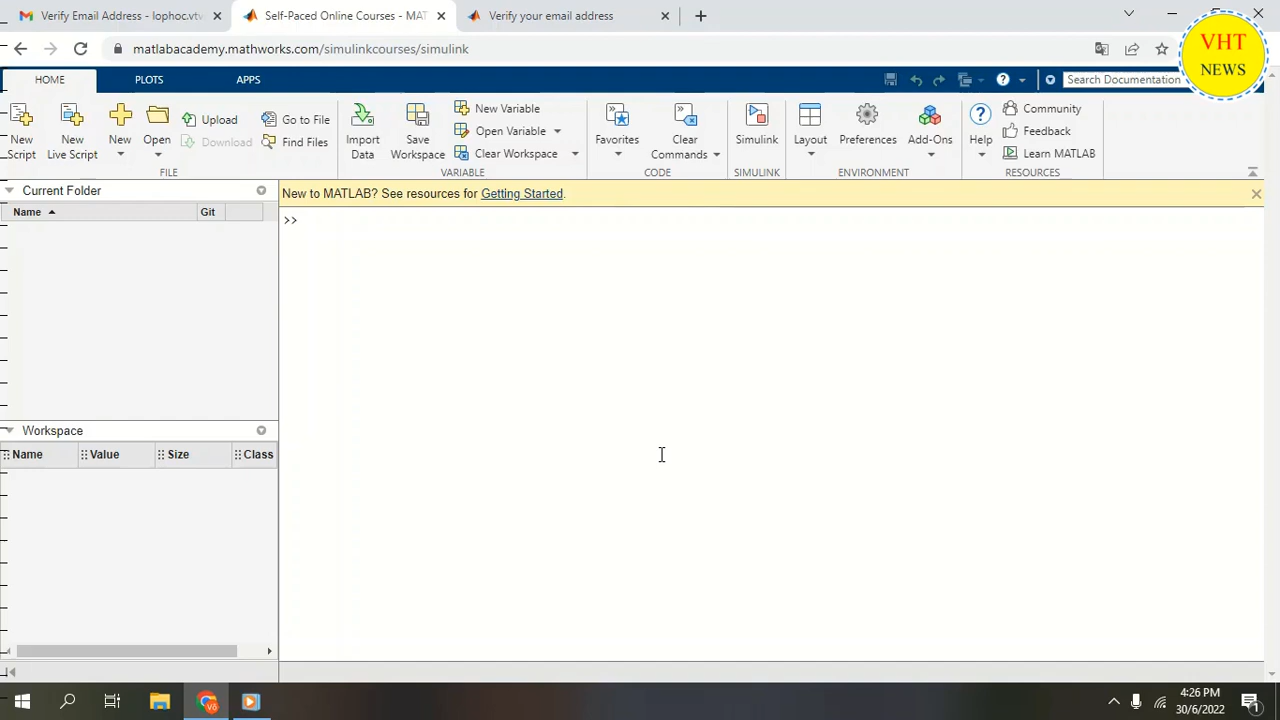 Verify Email Address - lophoc.vtv
Self-Paced Online Courses - MAT
Verify your email address
matlabacademy.mathworks.com/simulinkcourses/simulink
VHT
NEWS
HOME
PLOTS
APPS
Search Documentation
New Script
New Live Script
New
Open
Upload
Download
Go to File
Find Files
FILE
Import Data
Save Workspace
New Variable
Open Variable
Clear Workspace
VARIABLE
Favorites
Clear Commands
CODE
Simulink
SIMULINK
Layout
Preferences
Add-Ons
ENVIRONMENT
Help
Community
Feedback
Learn MATLAB
RESOURCES
Current Folder
Name
Git
New to MATLAB? See resources for Getting Started.
>>
Workspace
Name
Value
Size
Class
4:26 PM
30/6/2022